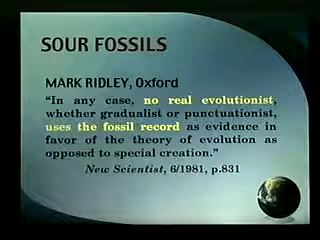 SOUR FOSSILS
MARK RIDLEY, Oxford
“In any case, no real evolutionist,
whether gradualist or punctuationist,
uses the fossil record as evidence in
favor of the theory of evolution as
opposed to special creation.”
New Scientist, 6/1981, p.831